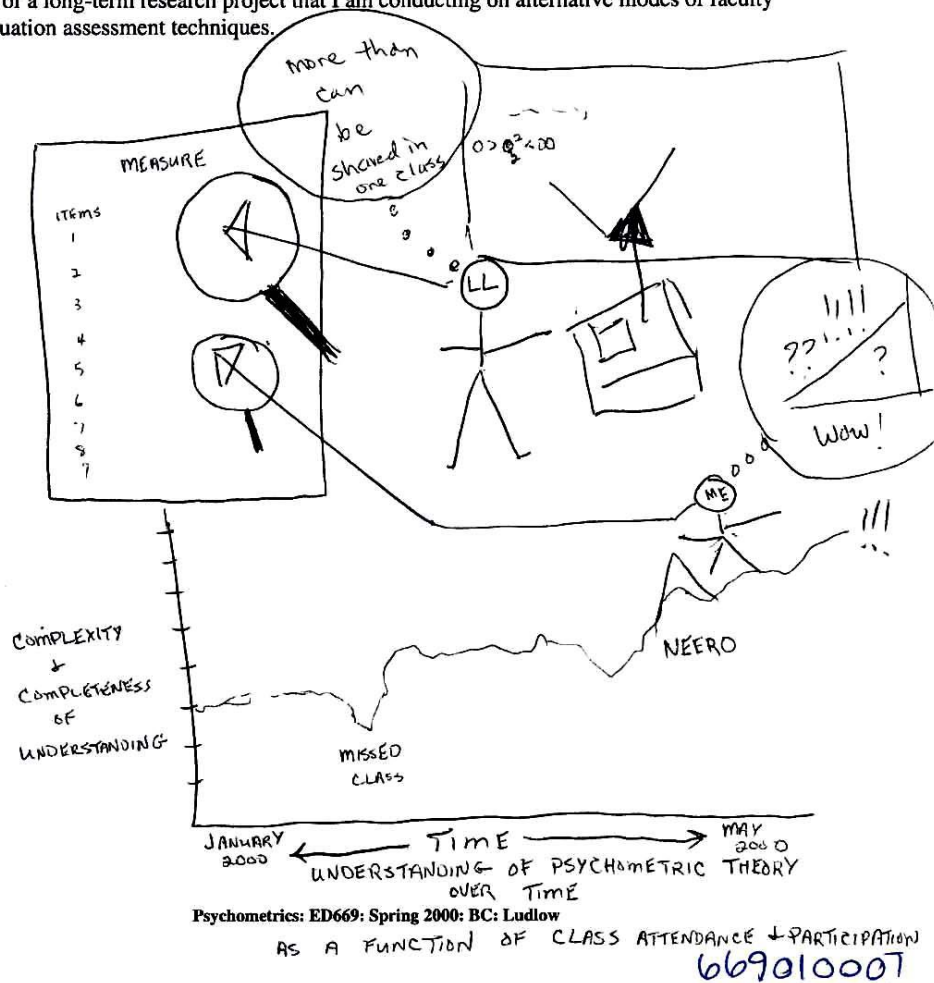 of a long-term research project that I am conducting on alternative modes of faculty
uation assessment techniques.
more than
can
be
shared in
one class
MEASURE
ITEMS
1
2
3
4
5
6
7
8
9
LL
!!!!
??!...
?
WOW!
ME
!!!
NEERO
COMPLEXITY
&
COMPLETENESS
OF
UNDERSTANDING
MISSED
CLASS
JANUARY
2000
TIME
MAY
2000
UNDERSTANDING OF PSYCHOMETRIC THEORY
OVER TIME
Psychometrics: ED669: Spring 2000: BC: Ludlow
AS A FUNCTION OF CLASS ATTENDANCE & PARTICIPATION
669010007